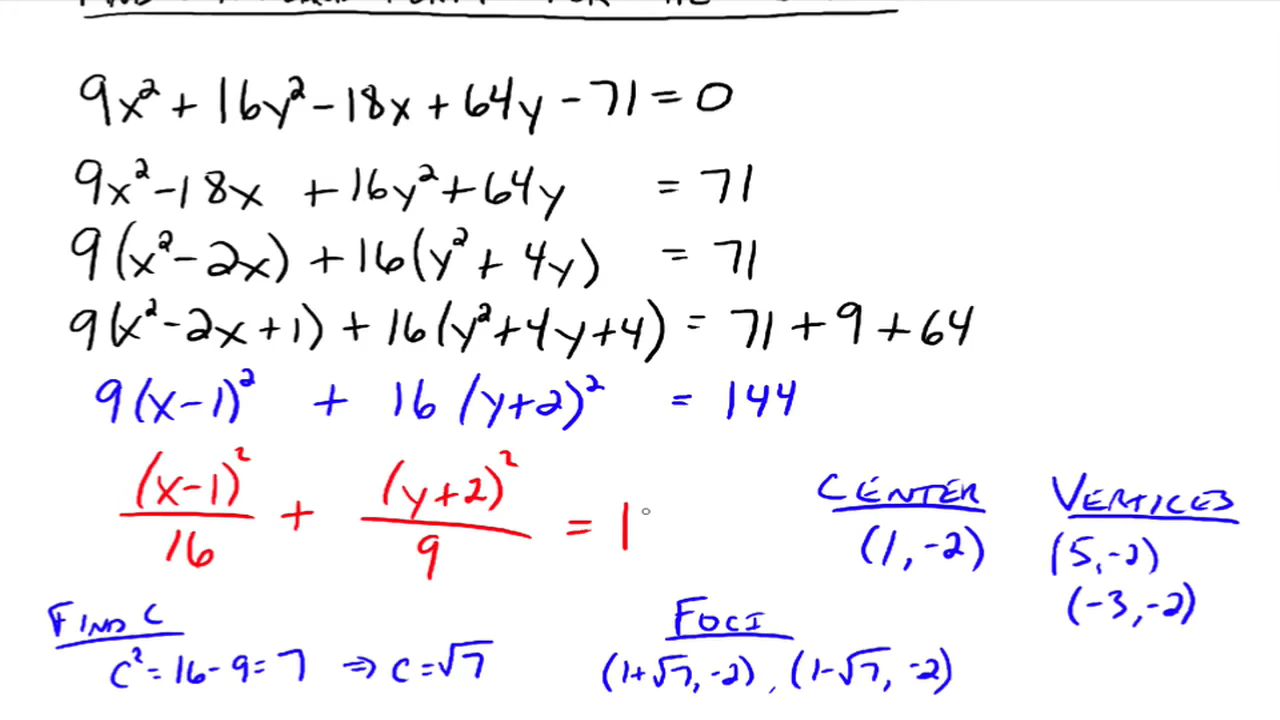 9x² + 16y² - 18x + 64y - 71 = 0
9x² - 18x + 16y² + 64y = 71
9(x² - 2x) + 16(y² + 4y) = 71
9(x² - 2x + 1) + 16(y² + 4y + 4) = 71 + 9 + 64
9(x-1)² + 16(y+2)² = 144
(x-1)²/16 + (y+2)²/9 = 1
CENTER
(1, -2)
VERTICES
(5, -2)
(-3, -2)
FIND C
C² = 16 - 9 = 7 ⇒ C = √7
FOCI
(1+√7, -2), (1-√7, -2)